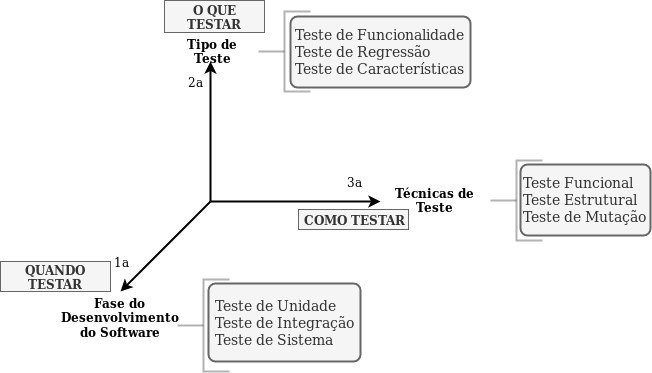 O QUE
TESTAR
Tipo de
Teste
2a
Teste de Funcionalidade
Teste de Regressão
Teste de Características
3a
Técnicas de
Teste
COMO TESTAR
Teste Funcional
Teste Estrutural
Teste de Mutação
QUANDO
TESTAR
1a
Fase do
Desenvolvimento
do Software
Teste de Unidade
Teste de Integração
Teste de Sistema